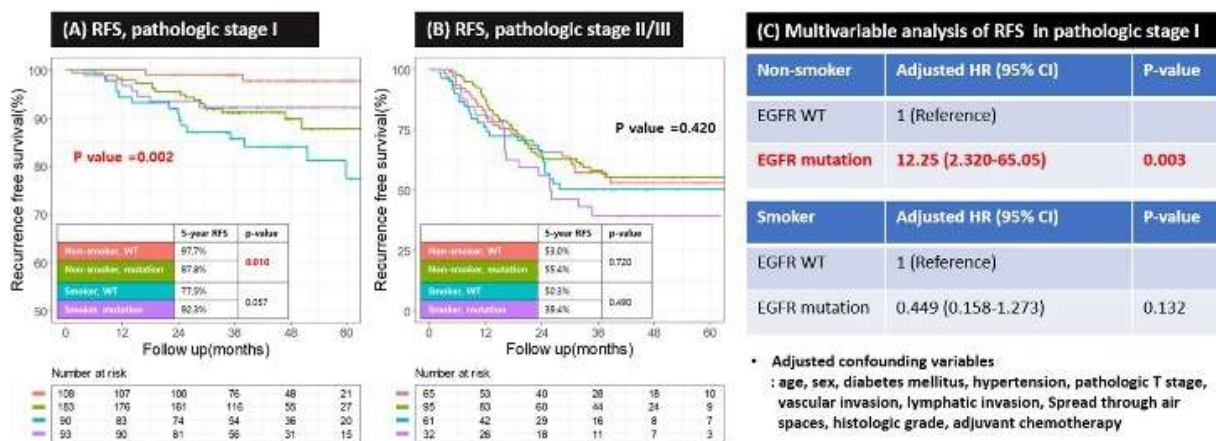 (A) RFS, pathologic stage I
Recurrence free survival(%)
100
90
80
70
60
50
P value =0.002
5-year RFS p-value
Non-smoker, WT 97.7% 0.010
Non-smoker, mutation 87.8%
Smoker, WT 77.5% 0.057
Smoker, mutation 92.3%
0 12 24 36 48 60
Follow up(months)
Number at risk
108 107 100 76 48 21
183 176 161 116 55 27
90 83 74 54 36 20
93 90 81 56 31 15
(B) RFS, pathologic stage II/III
Recurrence free survival(%)
100
75
50
25
0
P value =0.420
5-year RFS p-value
Non-smoker, WT 53.0% 0.720
Non-smoker, mutation 55.4%
Smoker, WT 50.3% 0.490
Smoker, mutation 39.4%
0 12 24 36 48 60
Follow up(months)
Number at risk
65 53 40 28 18 10
95 83 60 44 24 9
61 42 29 16 8 7
32 26 18 11 7 3
(C) Multivariable analysis of RFS in pathologic stage I
Non-smoker Adjusted HR (95% CI) P-value
EGFR WT 1 (Reference)
EGFR mutation 12.25 (2.320-65.05) 0.003
Smoker Adjusted HR (95% CI) P-value
EGFR WT 1 (Reference)
EGFR mutation 0.449 (0.158-1.273) 0.132
• Adjusted confounding variables
: age, sex, diabetes mellitus, hypertension, pathologic T stage,
vascular invasion, lymphatic invasion, Spread through air
spaces, histologic grade, adjuvant chemotherapy